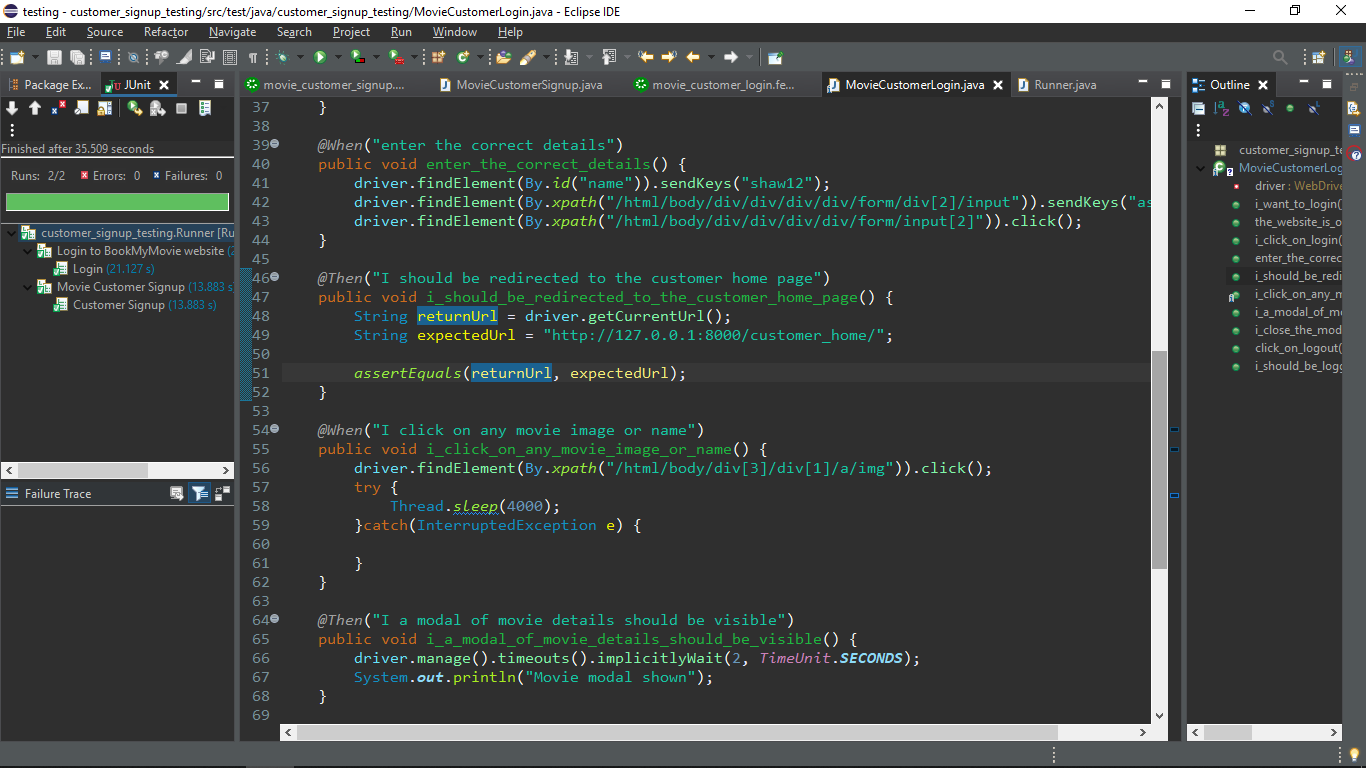 testing - customer_signup_testing/src/test/java/customer_signup_testing/MovieCustomerLogin.java - Eclipse IDE
File Edit Source Refactor Navigate Search Project Run Window Help
Package Ex... JUnit
Finished after 35.509 seconds
Runs: 2/2 Errors: 0 Failures: 0
customer_signup_testing.Runner [Ru
Login to BookMyMovie website (2
Login (21.127 s)
Movie Customer Signup (13.883 s
Customer Signup (13.883 s)
Failure Trace
movie_customer_signup.... MovieCustomerSignup.java movie_customer_login.fe... MovieCustomerLogin.java Runner.java
37 }
38
39 @When("enter the correct details")
40 public void enter_the_correct_details() {
41 driver.findElement(By.id("name")).sendKeys("shaw12");
42 driver.findElement(By.xpath("/html/body/div/div/div/div/div/form/div[2]/input")).sendKeys("as
43 driver.findElement(By.xpath("/html/body/div/div/div/div/div/form/input[2]")).click();
44 }
45
46 @Then("I should be redirected to the customer home page")
47 public void i_should_be_redirected_to_the_customer_home_page() {
48 String returnUrl = driver.getCurrentUrl();
49 String expectedUrl = "http://127.0.0.1:8000/customer_home/";
50
51 assertEquals(returnUrl, expectedUrl);
52 }
53
54 @When("I click on any movie image or name")
55 public void i_click_on_any_movie_image_or_name() {
56 driver.findElement(By.xpath("/html/body/div[3]/div[1]/a/img")).click();
57 try {
58 Thread.sleep(4000);
59 }catch(InterruptedException e) {
60
61 }
62 }
63
64 @Then("I a modal of movie details should be visible")
65 public void i_a_modal_of_movie_details_should_be_visible() {
66 driver.manage().timeouts().implicitlyWait(2, TimeUnit.SECONDS);
67 System.out.println("Movie modal shown");
68 }
69
Outline
customer_signup_te
MovieCustomerLog
driver : WebDrive
i_want_to_login(
the_website_is_o
i_click_on_login(
enter_the_correc
i_should_be_redi
i_click_on_any_m
i_a_modal_of_m
i_close_the_mod
click_on_logout(
i_should_be_logg